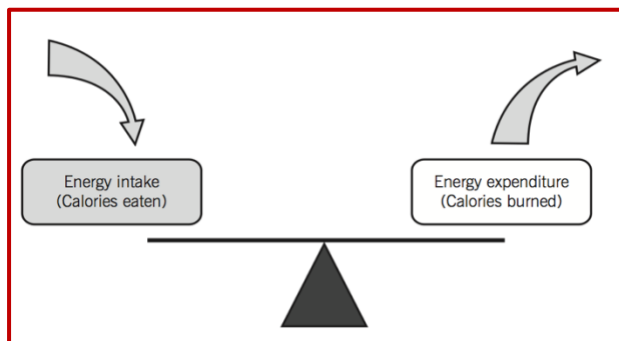 Energy intake
(Calories eaten)
Energy expenditure
(Calories burned)